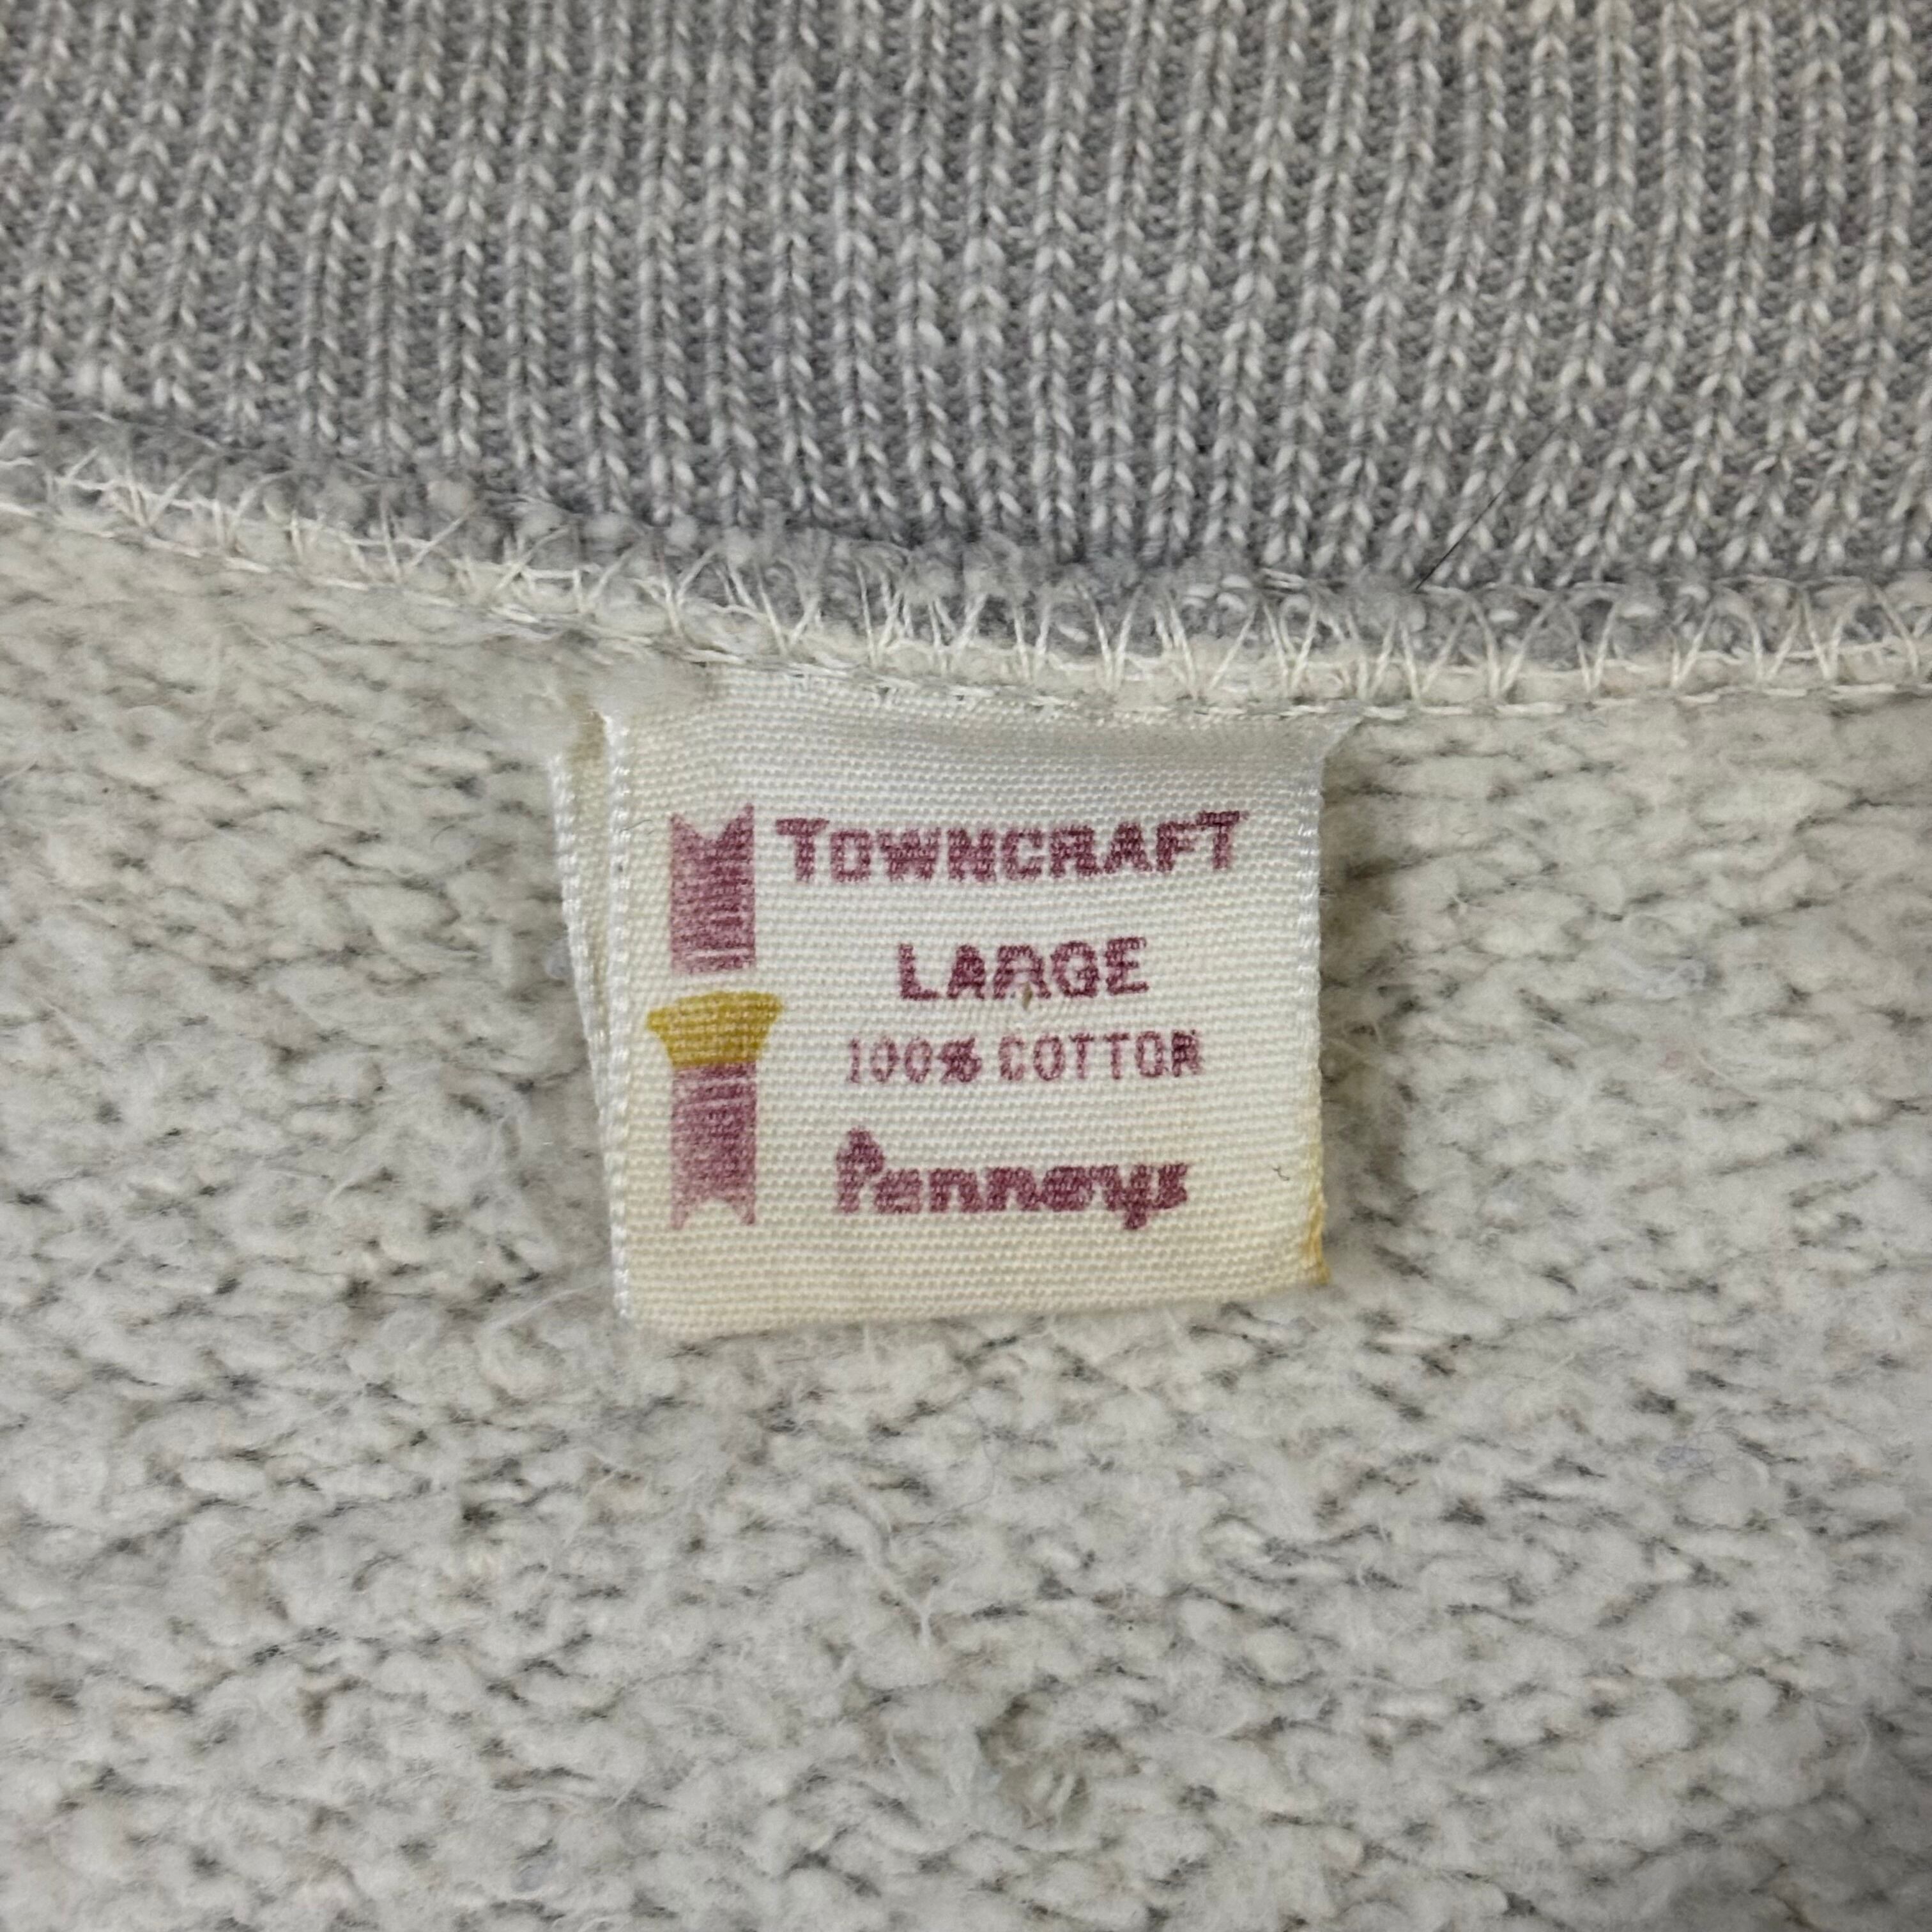 TOWNCRAFT
LARGE
100% COTTON
Penneys